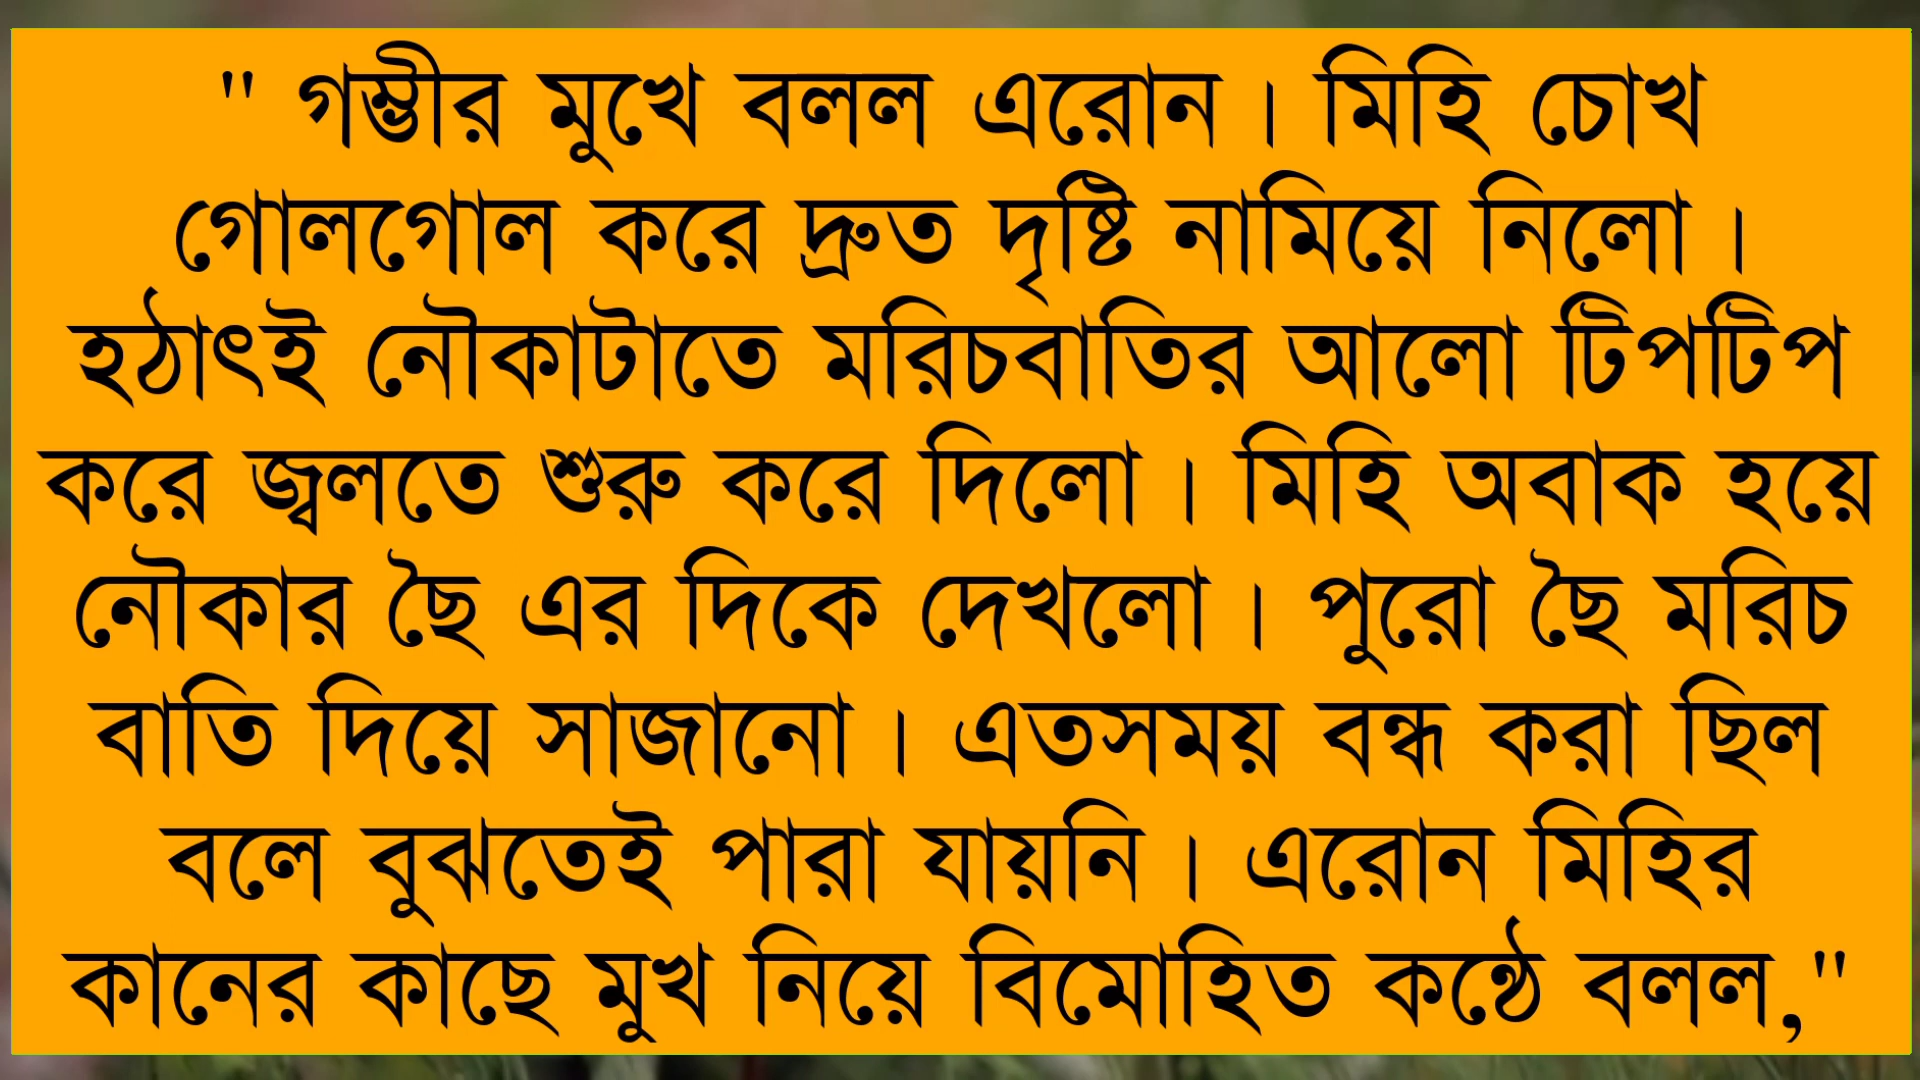 " গম্ভীর মুখে বলল এরোন । মিহি চোখ
গোলগোল করে দ্রুত দৃষ্টি নামিয়ে নিলো ।
হঠাৎই নৌকাটাতে মরিচবাতির আলো টিপটিপ
করে জ্বলতে শুরু করে দিলো । মিহি অবাক হয়ে
নৌকার ছৈ এর দিকে দেখলো । পুরো ছৈ মরিচ
বাতি দিয়ে সাজানো । এতসময় বন্ধ করা ছিল
বলে বুঝতেই পারা যায়নি । এরোন মিহির
কানের কাছে মুখ নিয়ে বিমোহিত কন্ঠে বলল,"